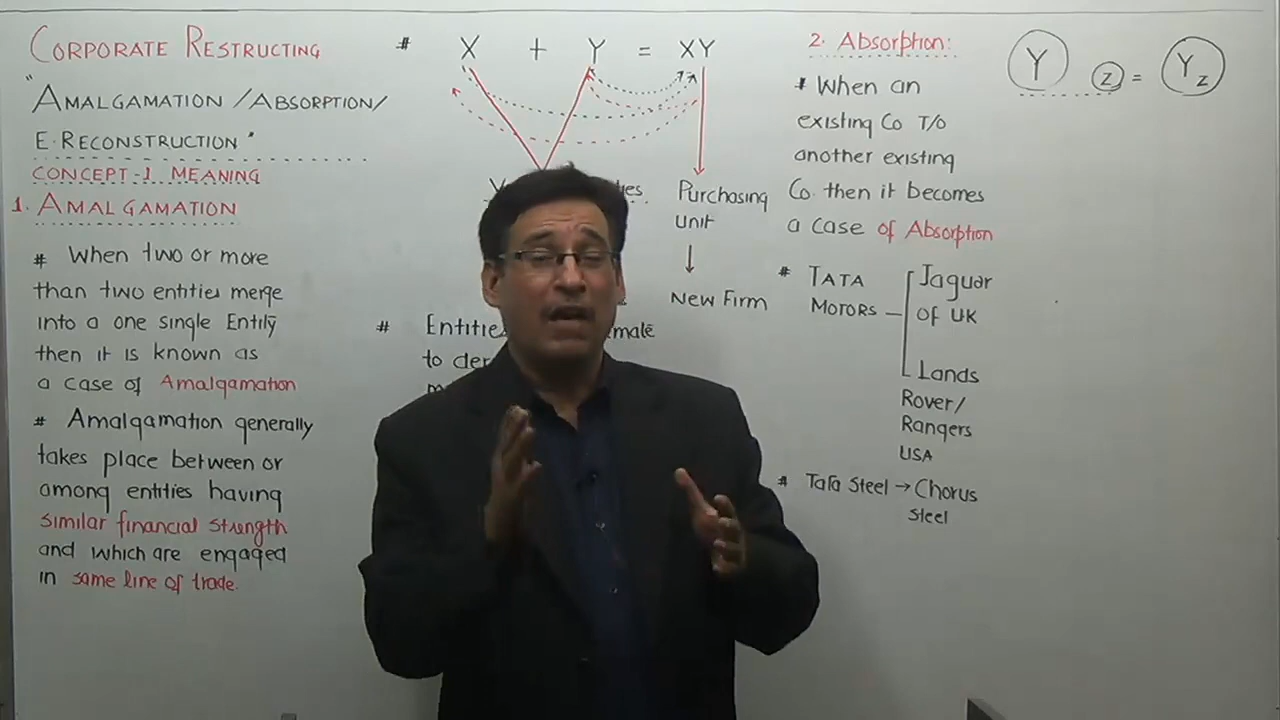 CORPORATE RESTRUCTING
"AMALGAMATION/ABSORPTION/
E.RECONSTRUCTION"
CONCEPT-1 MEANING
1. AMALGAMATION
# When two or more
than two entities merge
into a one single Entity
then it is known as
a case of Amalgamation
# Amalgamation generally
takes place between or
among entities having
similar financial strength
and which are engaged
in same line of trade.
# X + Y = XY
Purchasing
unit
↓
New Firm
# 
to
2. Absorption:
# When an
existing Co T/O
another existing
Co. then it becomes
a case of Absorption
Y z = Yz
# TATA
MOTORS – Jaguar
of UK
Lands
Rover/
Rangers
USA
# Tata Steel → Chorus
Steel